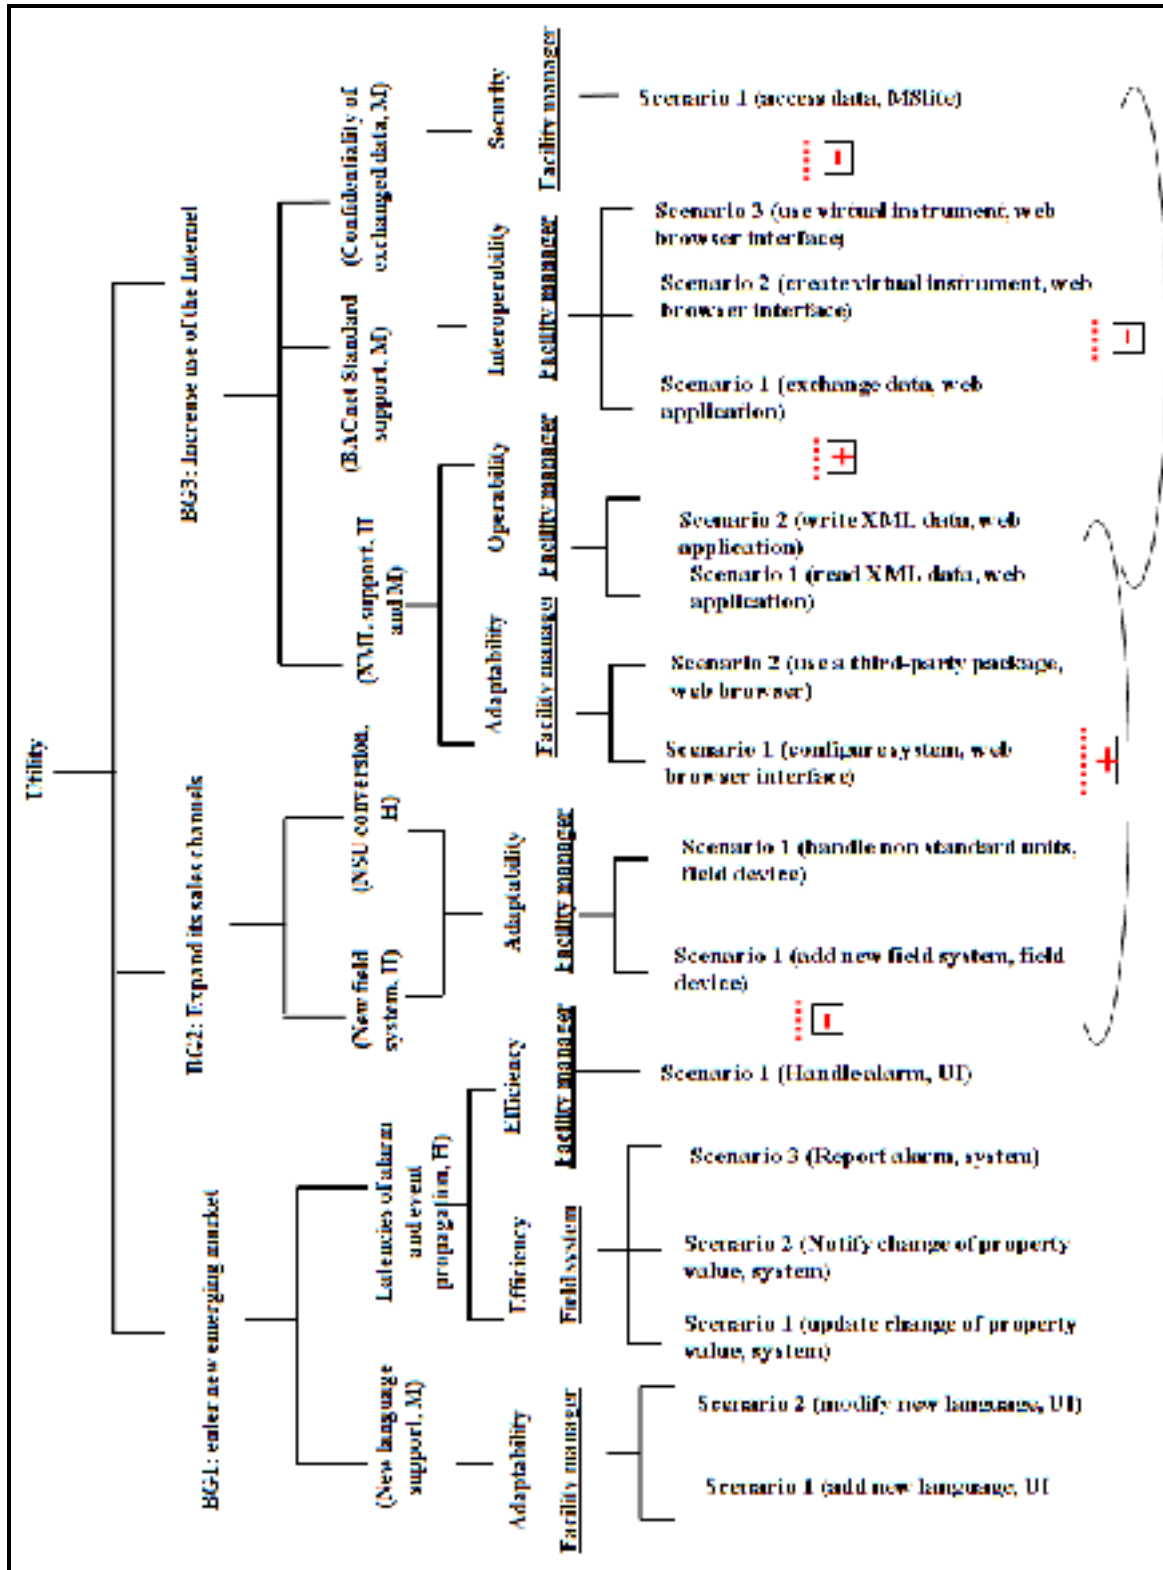 Utility
BG1: enter new emerging market
BG2: Expand its sales channels
BG3: Increase use of the Internet
(New language
support, M)
Latencies of alarm
and event
propagation, H)
(New field
system, H)
(NSU conversion,
H)
(XML support, H
and M)
(BACnet Standard
support, M)
(Confidentiality of
exchanged data, M)
Adaptability
Efficiency
Efficiency
Adaptability
Adaptability
Operability
Interoperability
Security
Facility manager
Field system
Facility manager
Facility manager
Facility manager
Facility manager
Facility manager
Facility manager
Scenario 1 (access data, MSlite)
-
Scenario 3 (use virtual instrument, web
browser interface)
Scenario 2 (create virtual instrument, web
browser interface)
-
Scenario 1 (exchange data, web
application)
+
Scenario 2 (write XML data, web
application)
Scenario 1 (read XML data, web
application)
Scenario 2 (use a third-party package,
web browser)
Scenario 1 (configure system, web
browser interface)
+
Scenario 1 (handle non standard units,
field device)
Scenario 1 (add new field system, field
device)
-
Scenario 1 (Handle alarm, UI)
Scenario 3 (Report alarm, system)
Scenario 2 (Notify change of property
value, system)
Scenario 1 (update change of property
value, system)
Scenario 2 (modify new language, UI)
Scenario 1 (add new language, UI